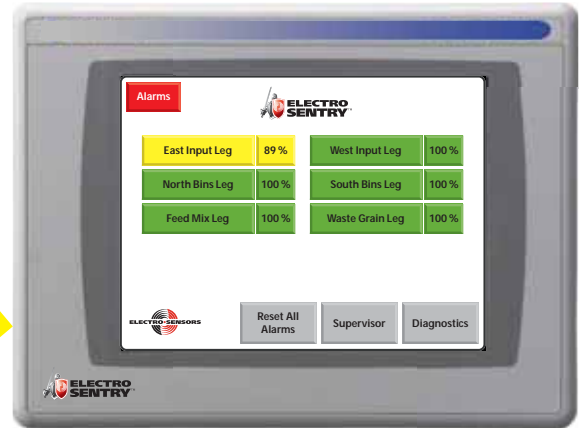 Alarms
ELECTRO
SENTRY
East Input Leg 89 % West Input Leg 100 %
North Bins Leg 100 % South Bins Leg 100 %
Feed Mix Leg 100 % Waste Grain Leg 100 %
ELECTRO-SENSORS
Reset All
Alarms
Supervisor
Diagnostics
ELECTRO
SENTRY